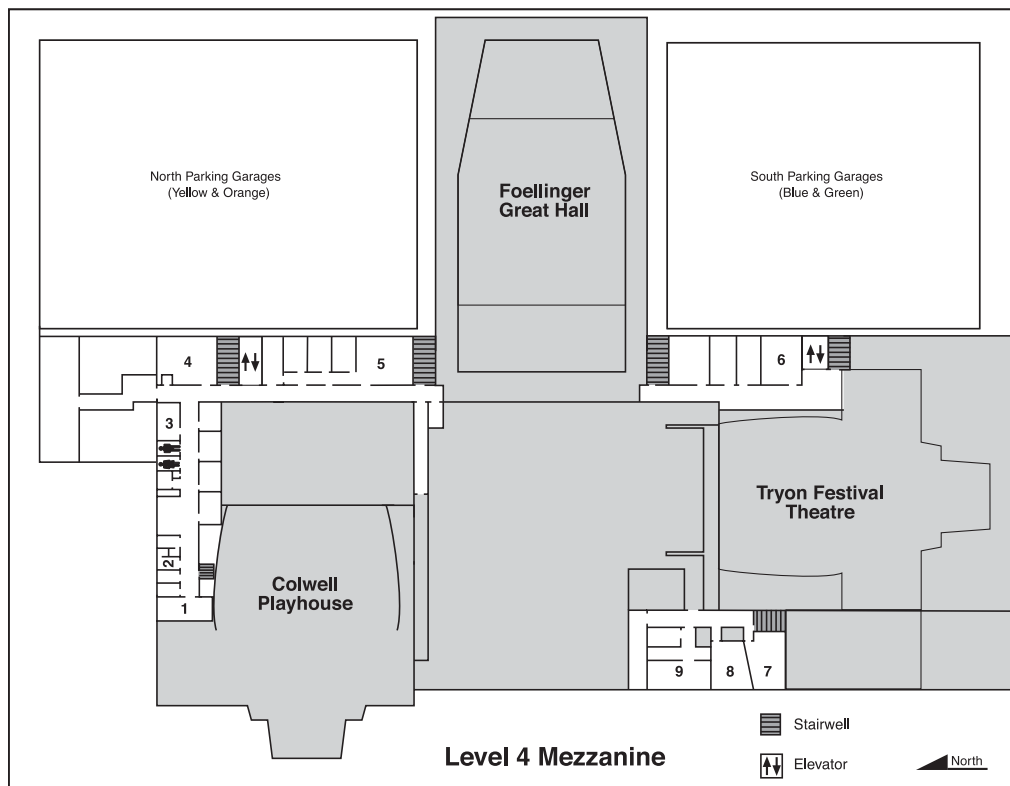 North Parking Garages
(Yellow & Orange)
Foellinger
Great Hall
South Parking Garages
(Blue & Green)
4
5
6
3
Tryon Festival
Theatre
2
Colwell
Playhouse
1
9
8
7
Level 4 Mezzanine
Stairwell
Elevator
North